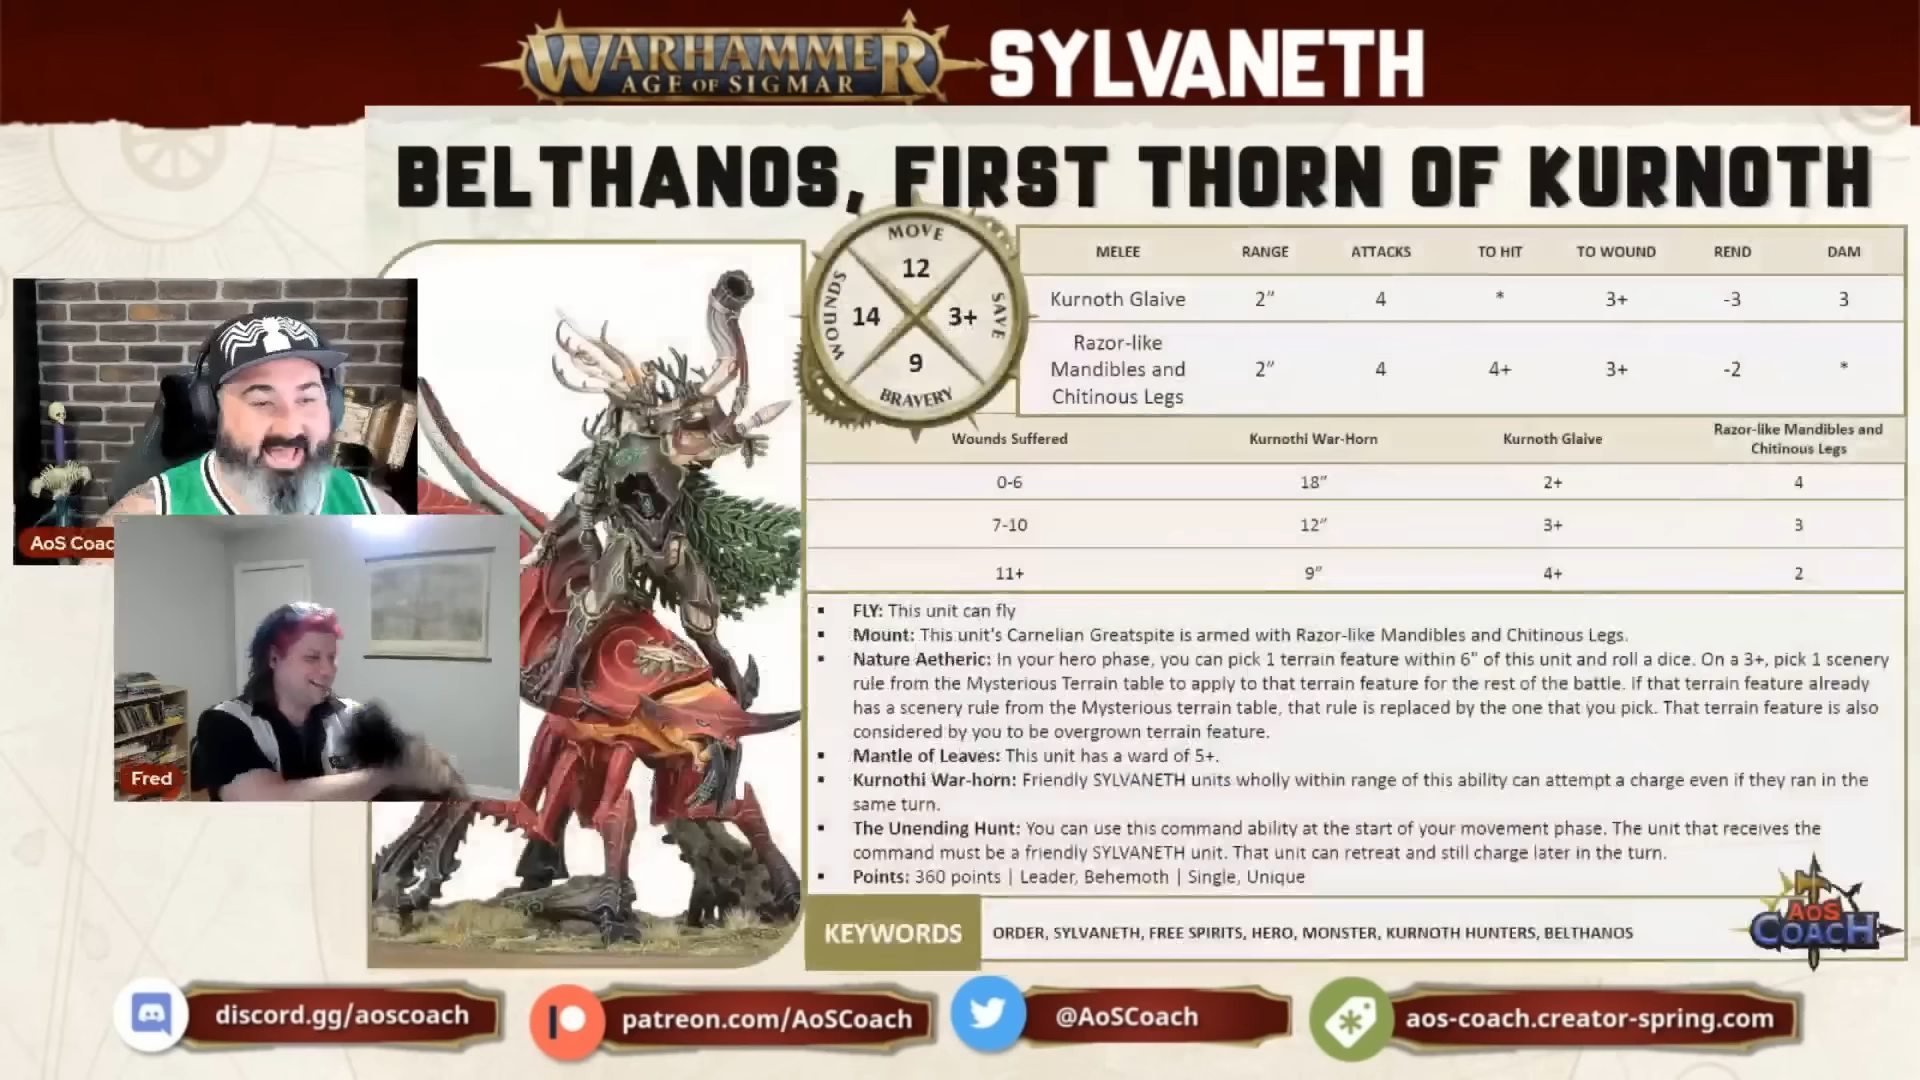 WARHAMMER
AGE OF SIGMAR
SYLVANETH
BELTHANOS, FIRST THORN OF KURNOTH
MOVE
12
WOUNDS
14
3+
SAVE
9
BRAVERY
MELEE RANGE ATTACKS TO HIT TO WOUND REND DAM
Kurnoth Glaive 2” 4 * 3+ -3 3
Razor-like
Mandibles and 2” 4 4+ 3+ -2 *
Chitinous Legs
Wounds Suffered Kurnothi War-Horn Kurnoth Glaive Razor-like Mandibles and
Chitinous Legs
0-6 18” 2+ 4
7-10 12” 3+ 3
11+ 9” 4+ 2
▪ FLY: This unit can fly
▪ Mount: This unit's Carnelian Greatspite is armed with Razor-like Mandibles and Chitinous Legs.
▪ Nature Aetheric: In your hero phase, you can pick 1 terrain feature within 6" of this unit and roll a dice. On a 3+, pick 1 scenery
rule from the Mysterious Terrain table to apply to that terrain feature for the rest of the battle. If that terrain feature already
has a scenery rule from the Mysterious terrain table, that rule is replaced by the one that you pick. That terrain feature is also
considered by you to be overgrown terrain feature.
▪ Mantle of Leaves: This unit has a ward of 5+.
▪ Kurnothi War-horn: Friendly SYLVANETH units wholly within range of this ability can attempt a charge even if they ran in the
same turn.
▪ The Unending Hunt: You can use this command ability at the start of your movement phase. The unit that receives the
command must be a friendly SYLVANETH unit. That unit can retreat and still charge later in the turn.
▪ Points: 360 points | Leader, Behemoth | Single, Unique
KEYWORDS
ORDER, SYLVANETH, FREE SPIRITS, HERO, MONSTER, KURNOTH HUNTERS, BELTHANOS
AoS
COACH
AoS Coac
Fred
discord.gg/aoscoach
patreon.com/AoSCoach
@AoSCoach
aos-coach.creator-spring.com